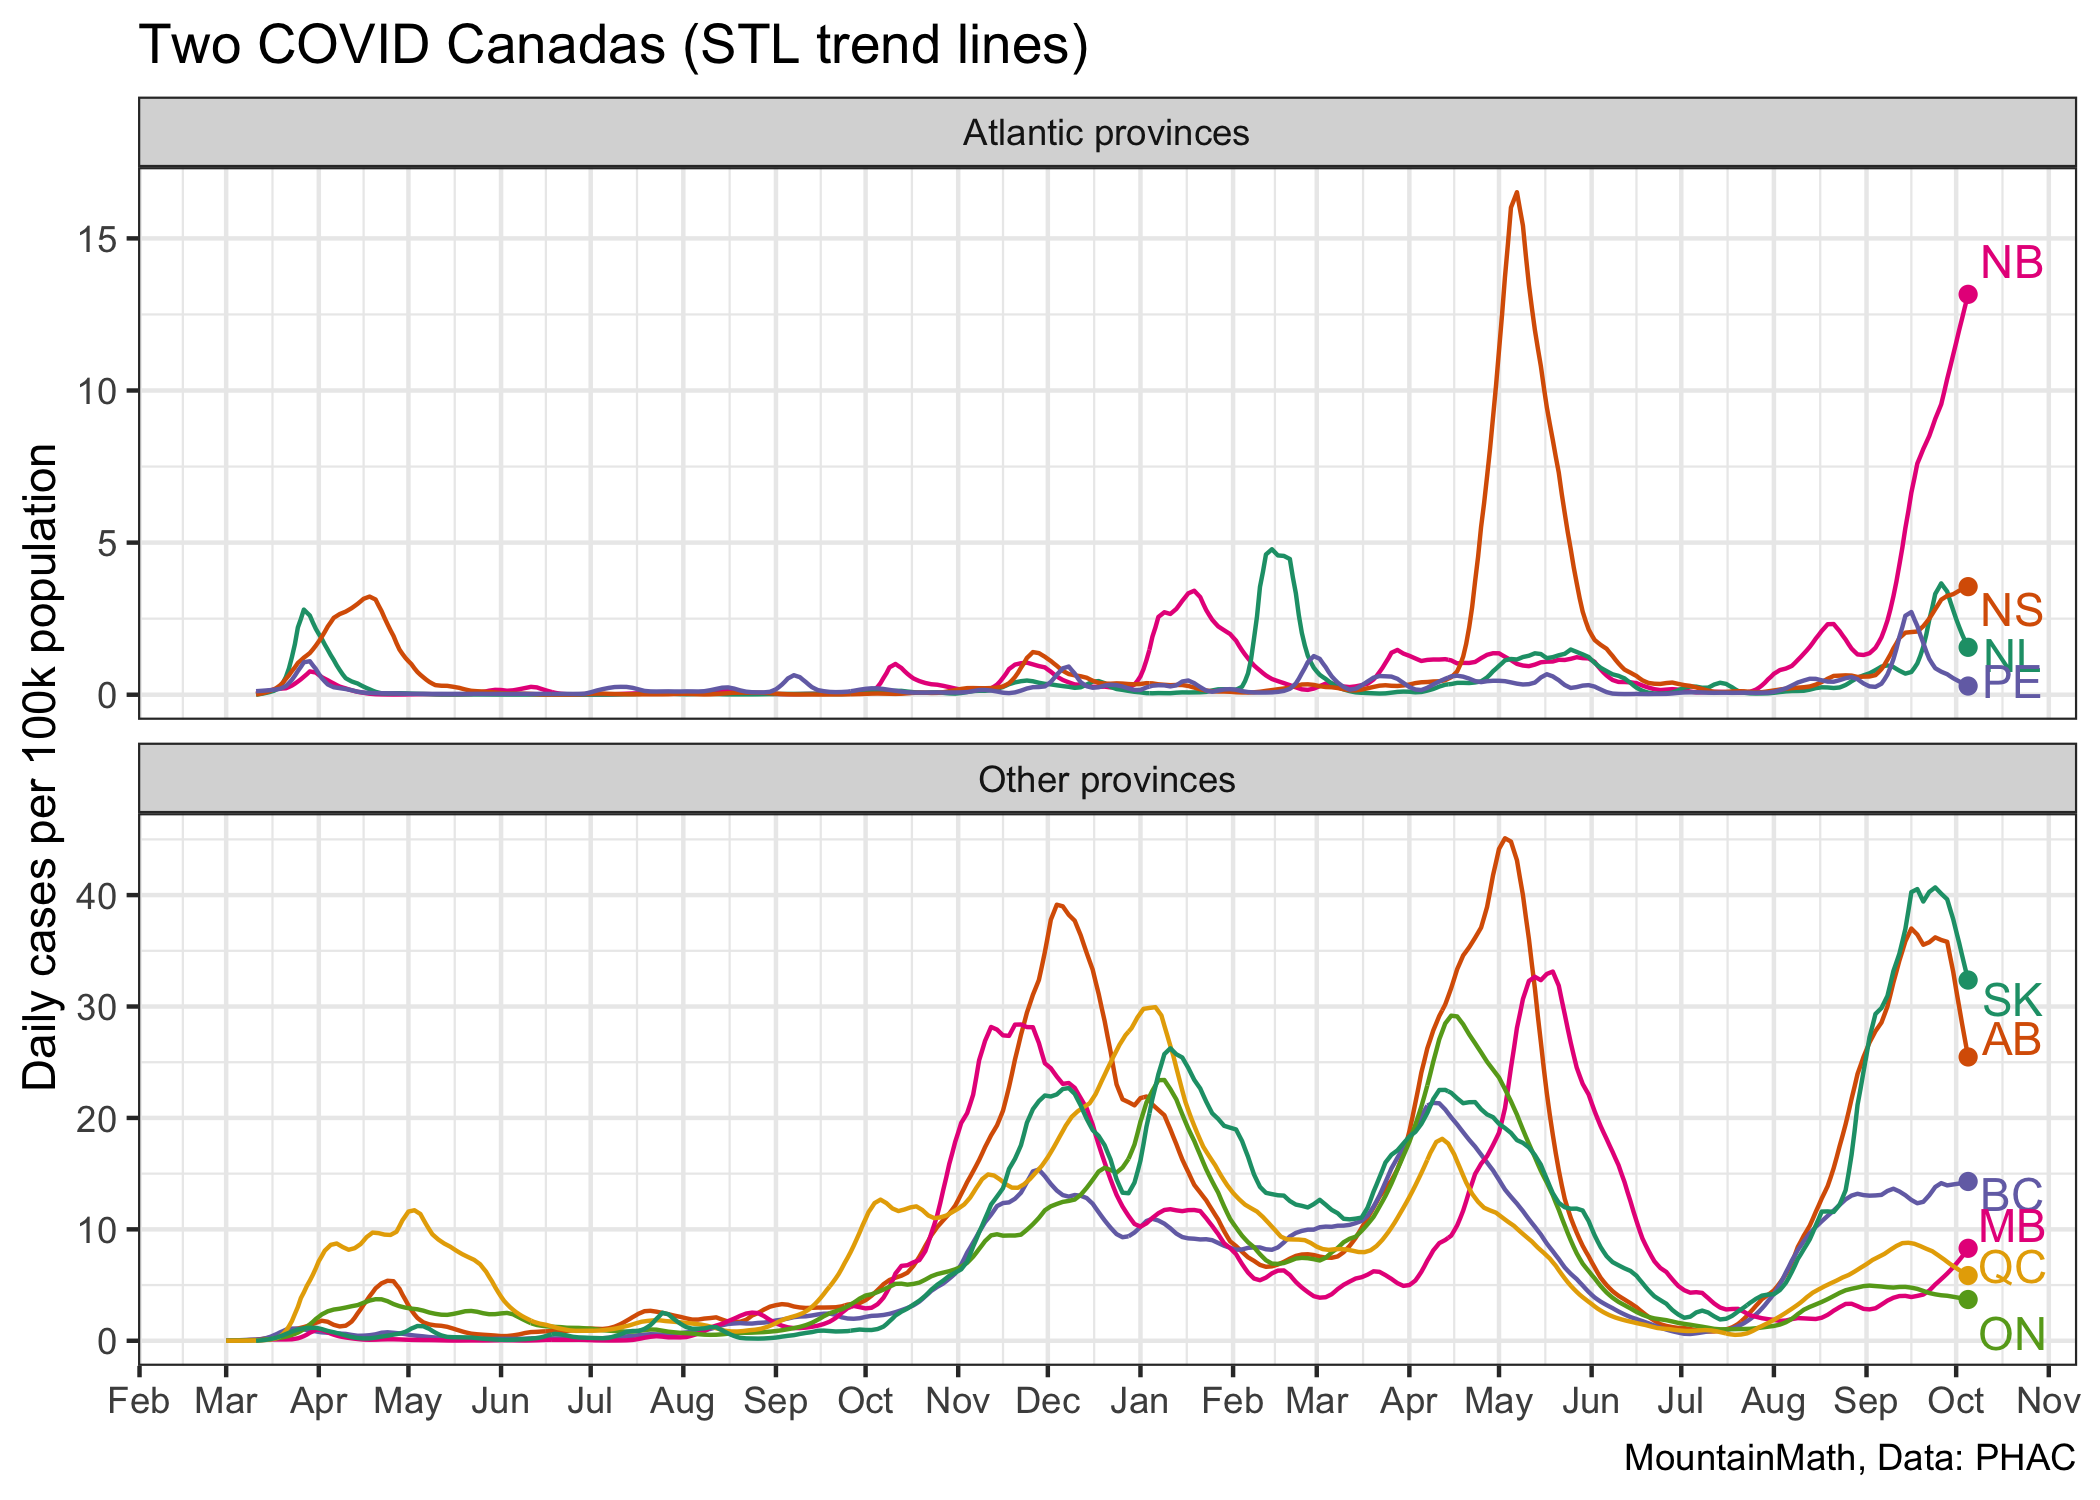 Two COVID Canadas (STL trend lines)
Atlantic provinces
15
10
5
0
NB
NS
NL
PE
Daily cases per 100k population
Other provinces
40
30
20
10
0
SK
AB
BC
MB
QC
ON
Feb Mar Apr May Jun Jul Aug Sep Oct Nov Dec Jan Feb Mar Apr May Jun Jul Aug Sep Oct Nov
MountainMath, Data: PHAC